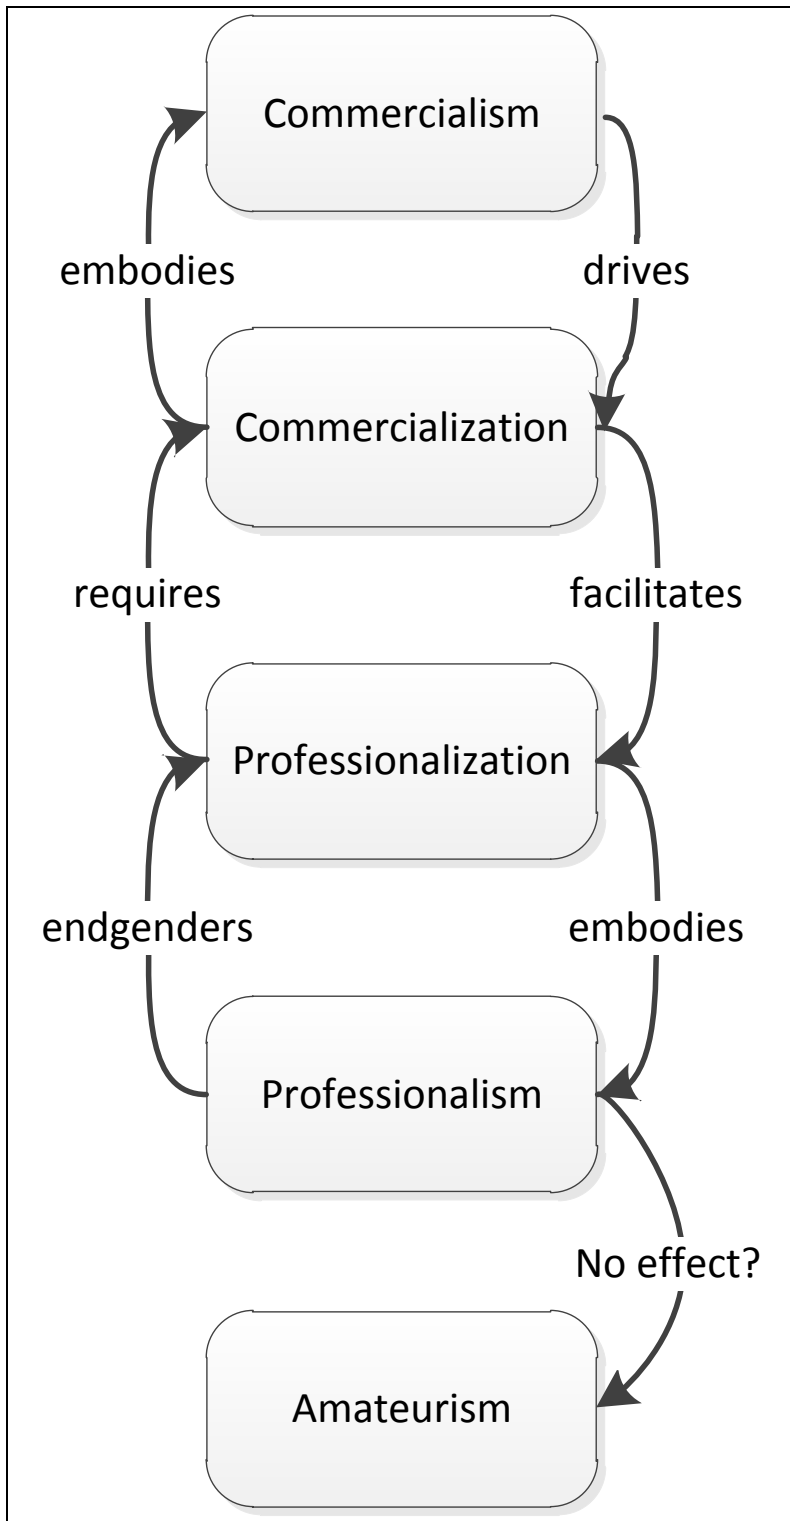 Commercialism
embodies
drives
Commercialization
requires
facilitates
Professionalization
endgenders
embodies
Professionalism
No effect?
Amateurism